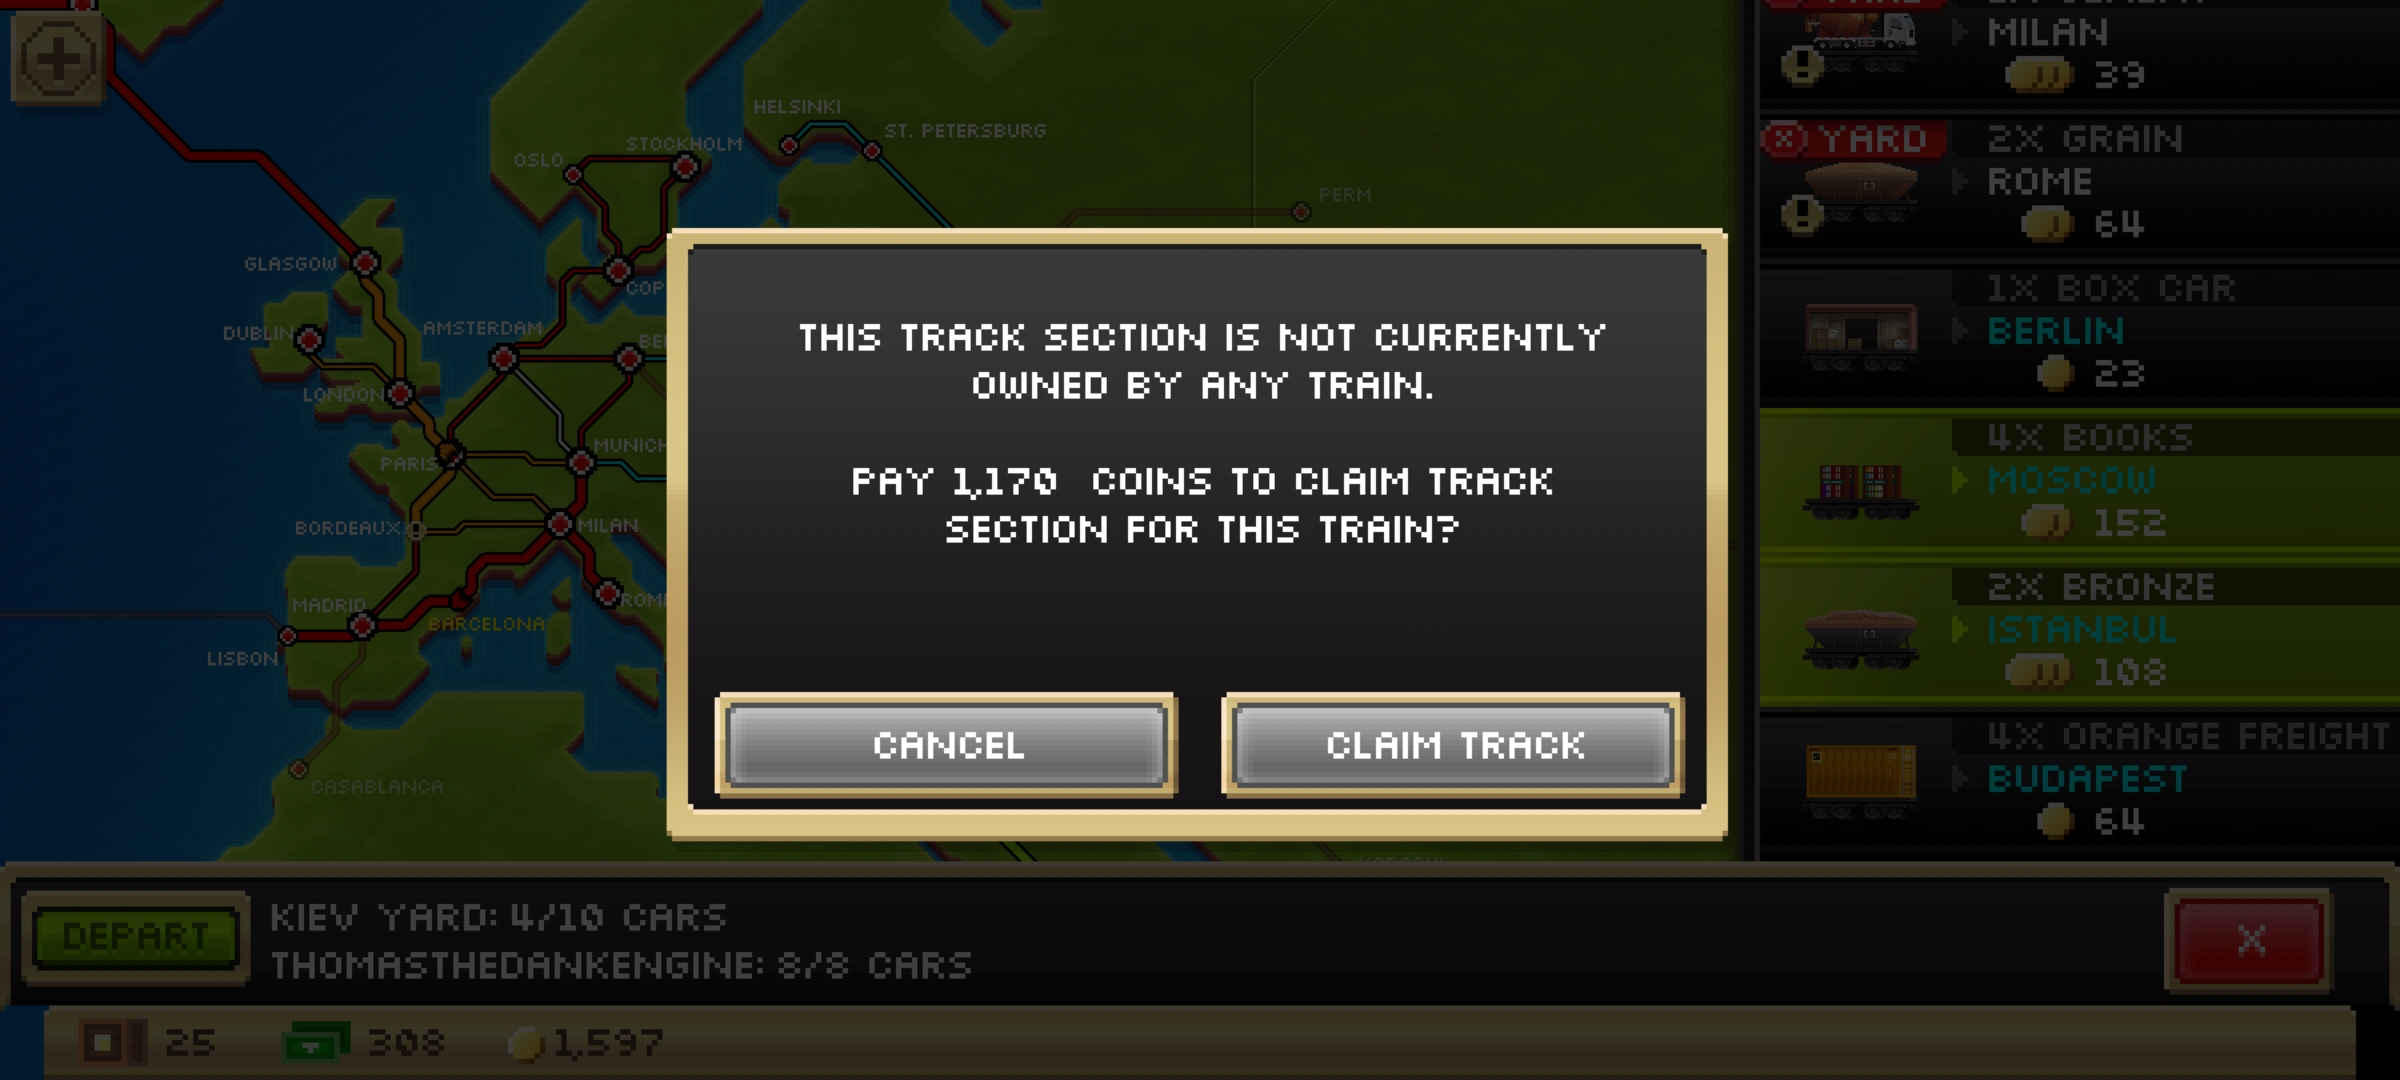 HELSINKI
ST. PETERSBURG
STOCKHOLM
OSLO
PERM
GLASGOW
COP
DUBLIN
AMSTERDAM
BE
LONDON
MUNICH
PARIS
BORDEAUX
MILAN
MADRID
ROME
BARCELONA
LISBON
CASABLANCA
THIS TRACK SECTION IS NOT CURRENTLY
OWNED BY ANY TRAIN.
PAY 1,170 COINS TO CLAIM TRACK
SECTION FOR THIS TRAIN?
CANCEL
CLAIM TRACK
MILAN
39
YARD
2X GRAIN
ROME
64
1X BOX CAR
BERLIN
23
4X BOOKS
MOSCOW
152
2X BRONZE
ISTANBUL
108
4X ORANGE FREIGHT
BUDAPEST
64
DEPART
KIEV YARD: 4/10 CARS
THOMASTHEDANKENGINE: 8/8 CARS
X
25
308
1,597